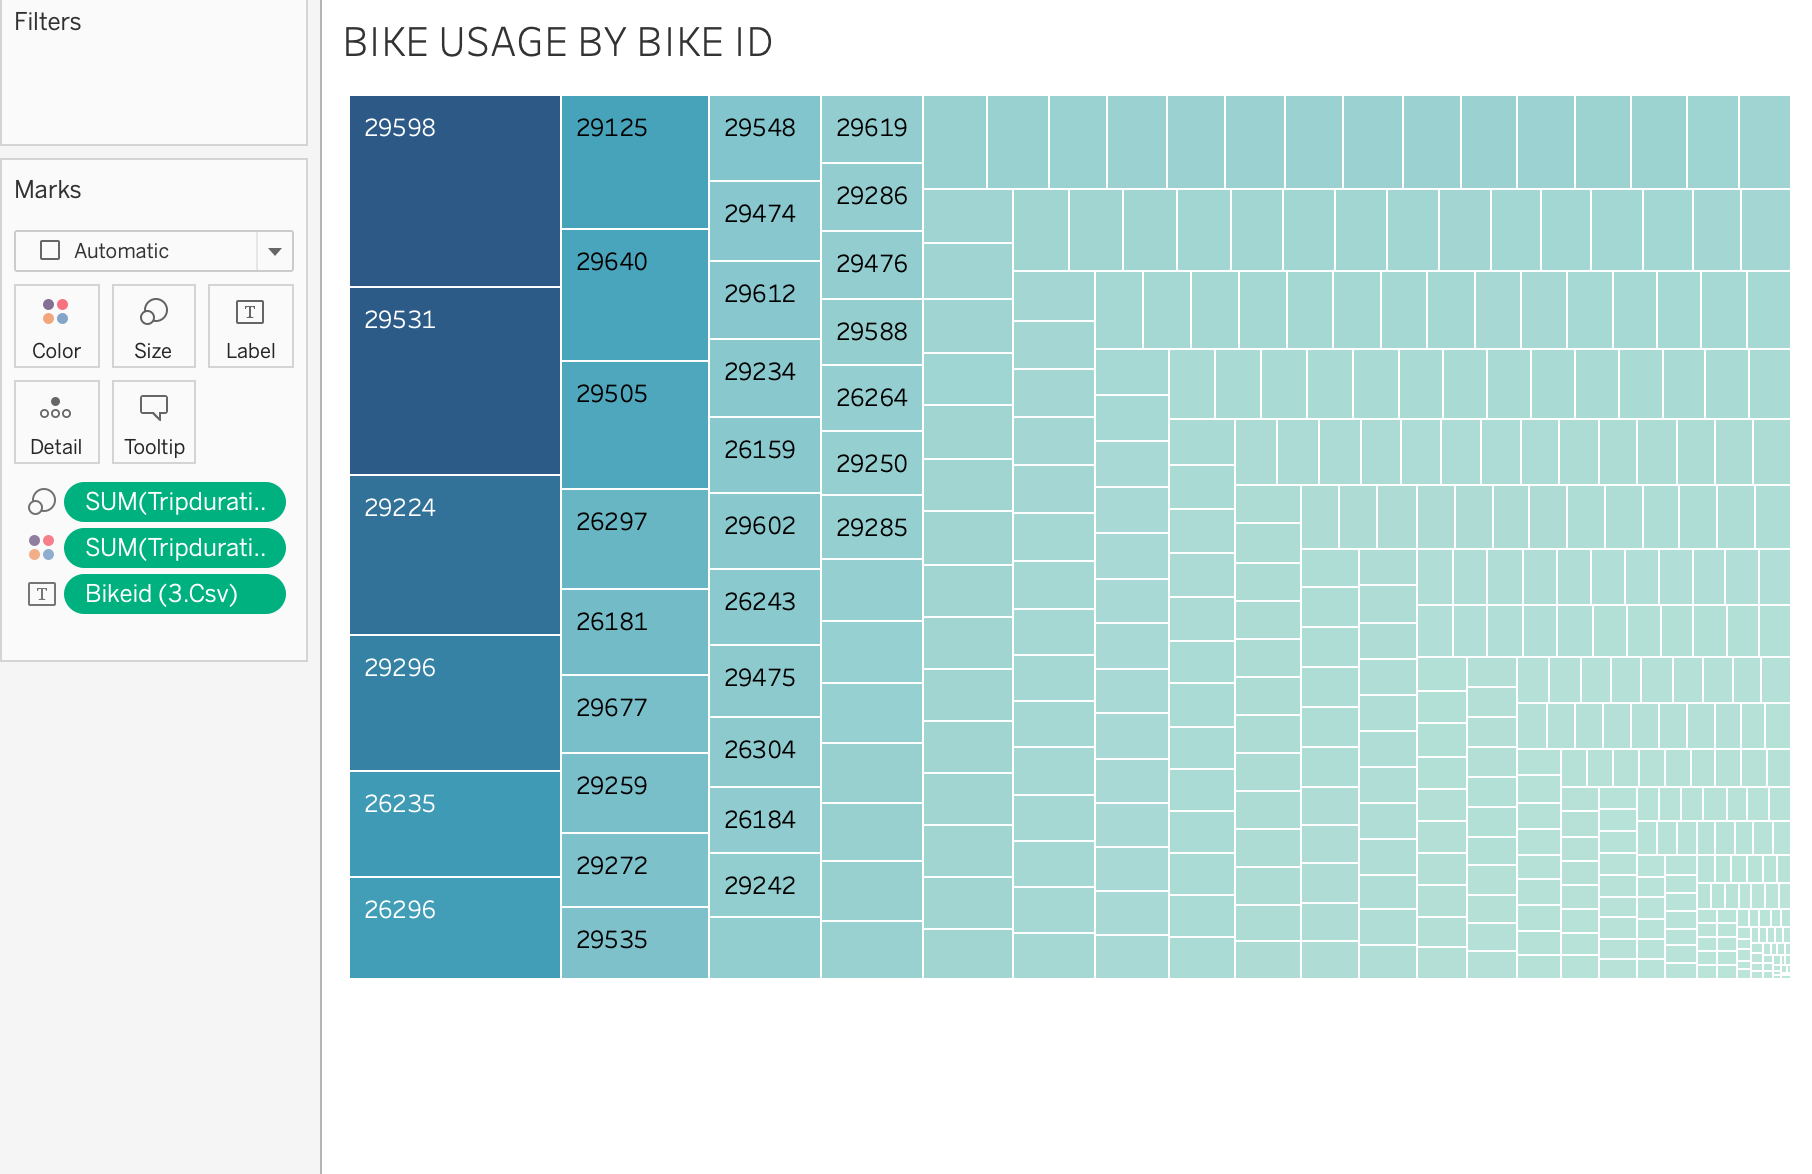 Filters
Marks
Automatic
Color
Size
T
Label
Detail
Tooltip
SUM(Tripdurati..
SUM(Tripdurati..
T
Bikeid (3.Csv)
BIKE USAGE BY BIKE ID
29598
29531
29224
29296
26235
26296
29125
29640
29505
26297
26181
29677
29259
29272
29535
29548
29474
29612
29234
26159
29602
26243
29475
26304
26184
29242
29619
29286
29476
29588
26264
29250
29285